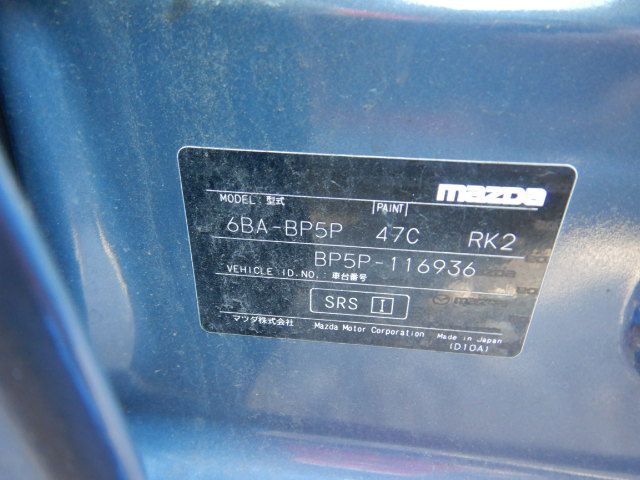 mazDa
MODEL. 型式 PAINT
6BA-BP5P 47C RK2
BP5P-116936
VEHICLE ID.NO.: 車台番号
SRS I
マツダ株式会社 Mazda Motor Corporation Made in Japan
(D10A)